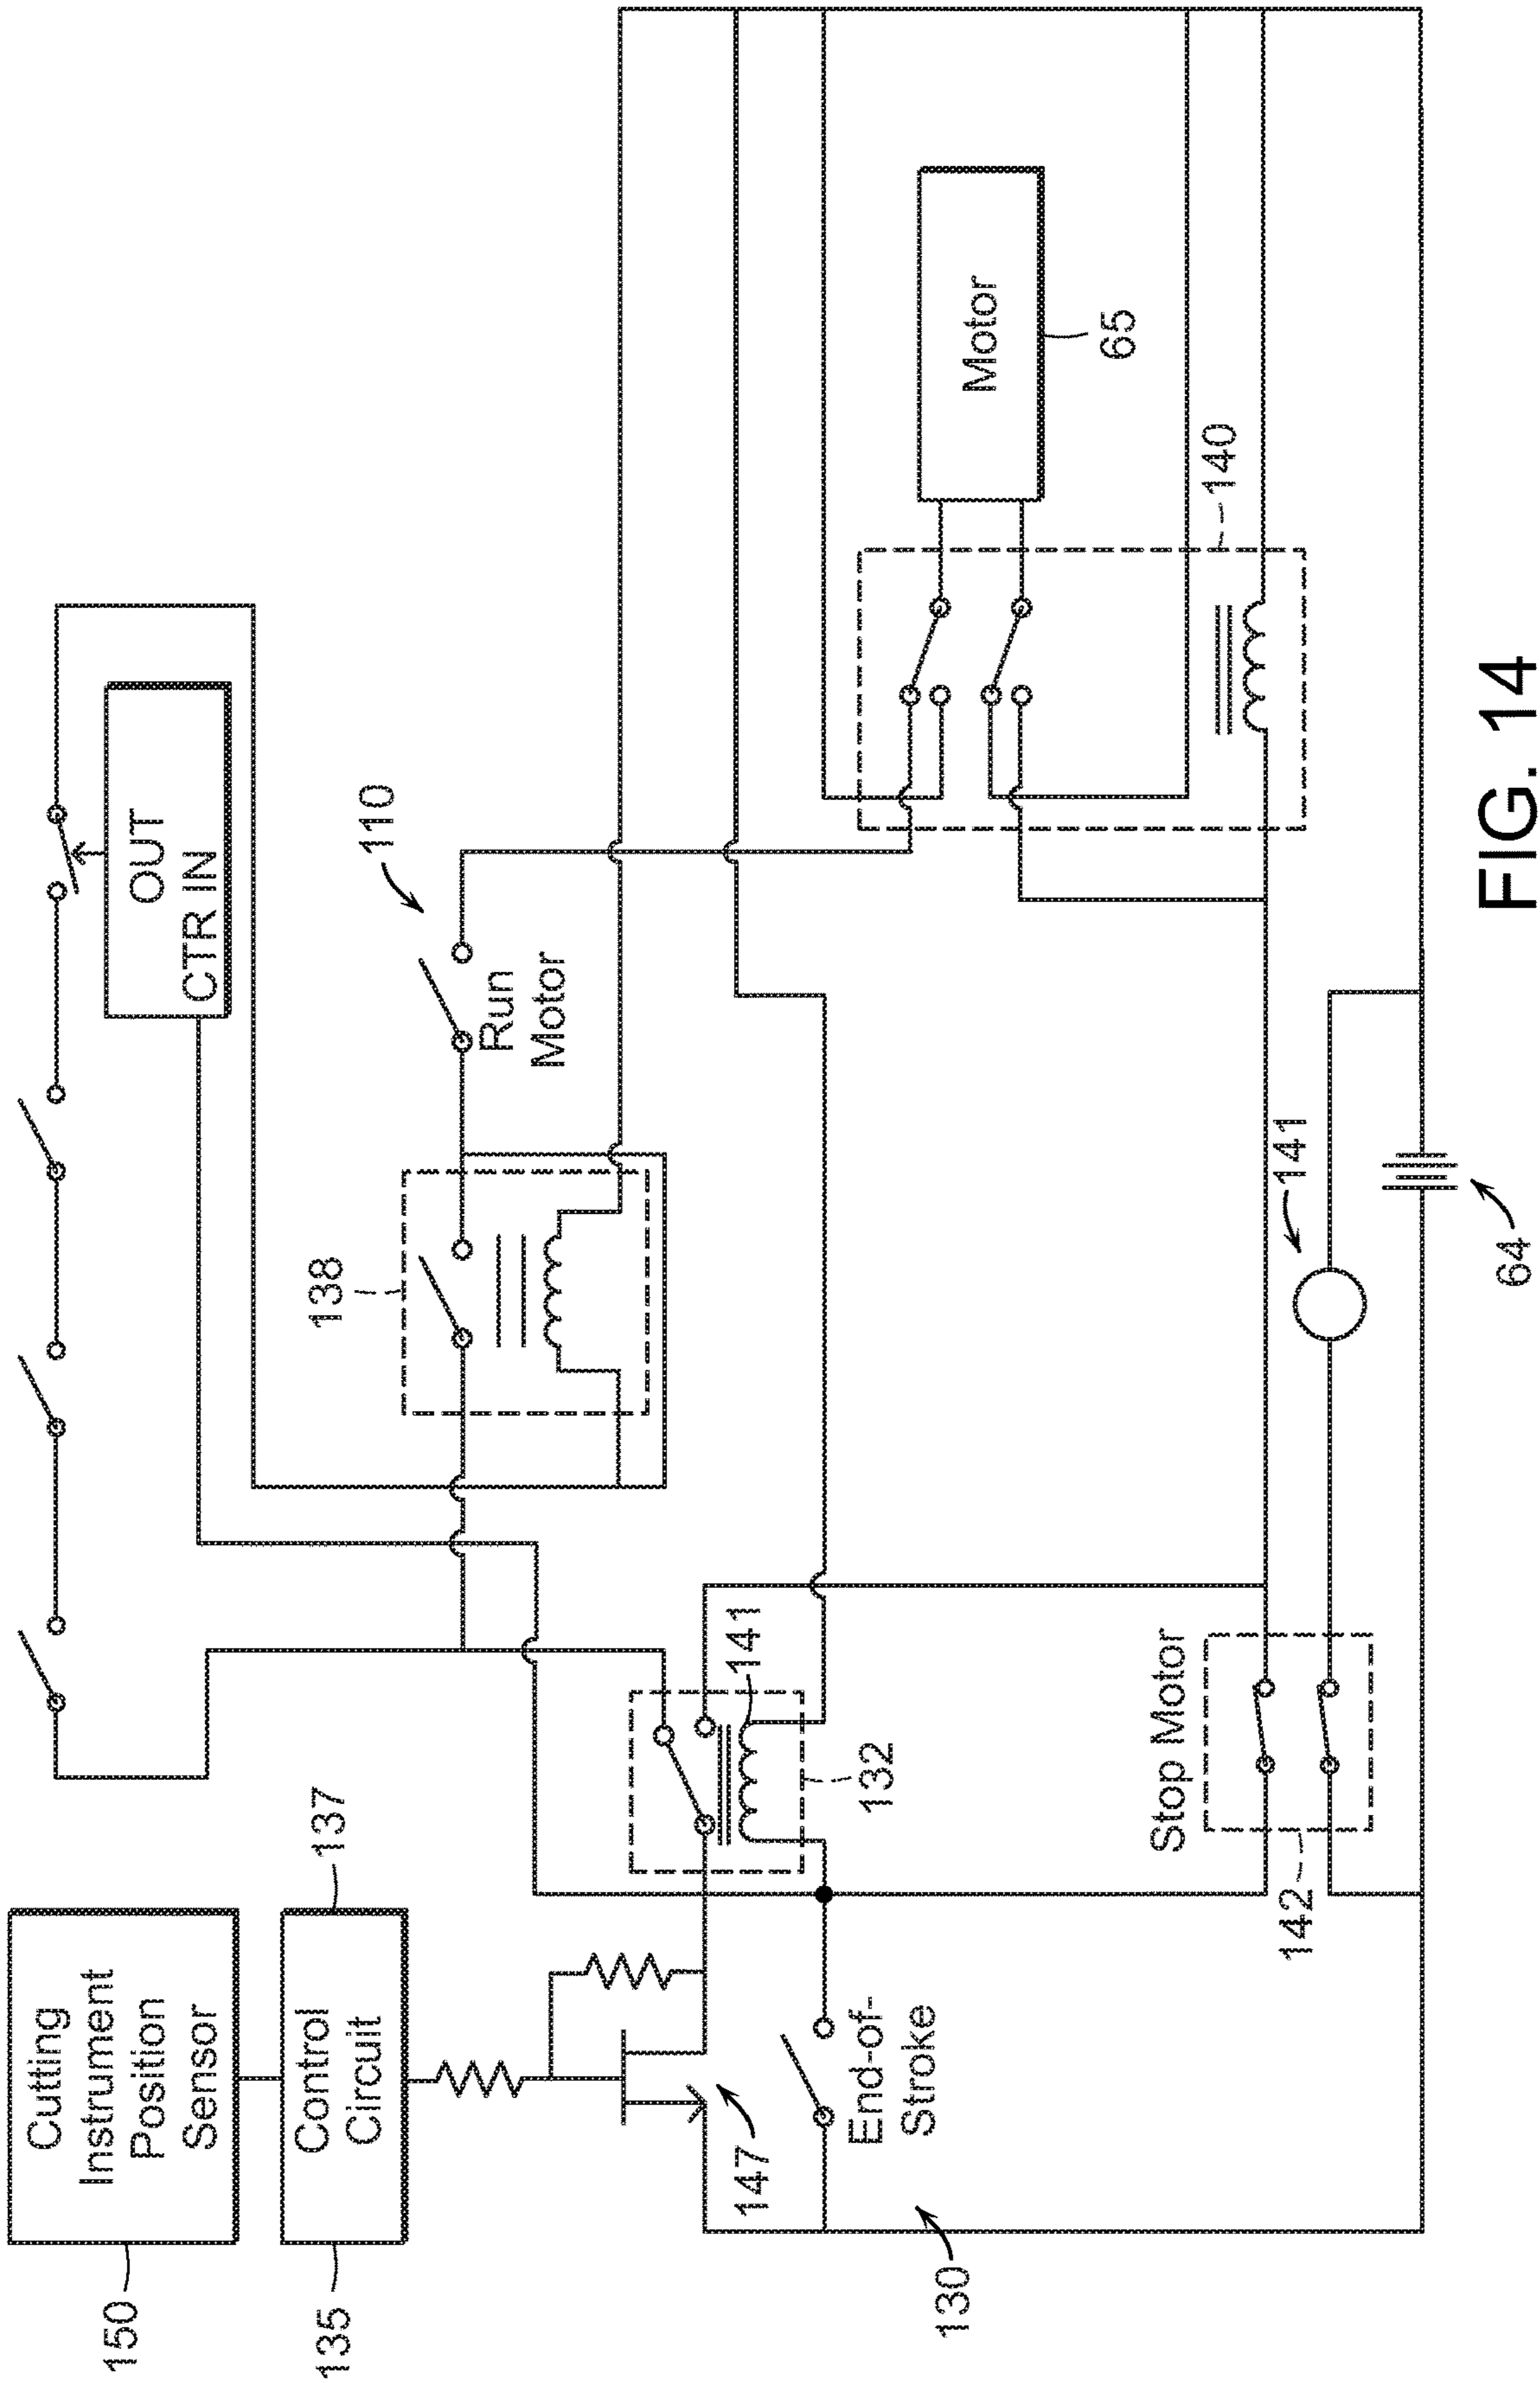 Cutting
Instrument
Position
Sensor
150
Control
Circuit
135
137
147
End-of-
Stroke
130
141
132
Stop Motor
142
138
Run
Motor
110
OUT
CTR IN
Motor
65
140
141
64
FIG. 14